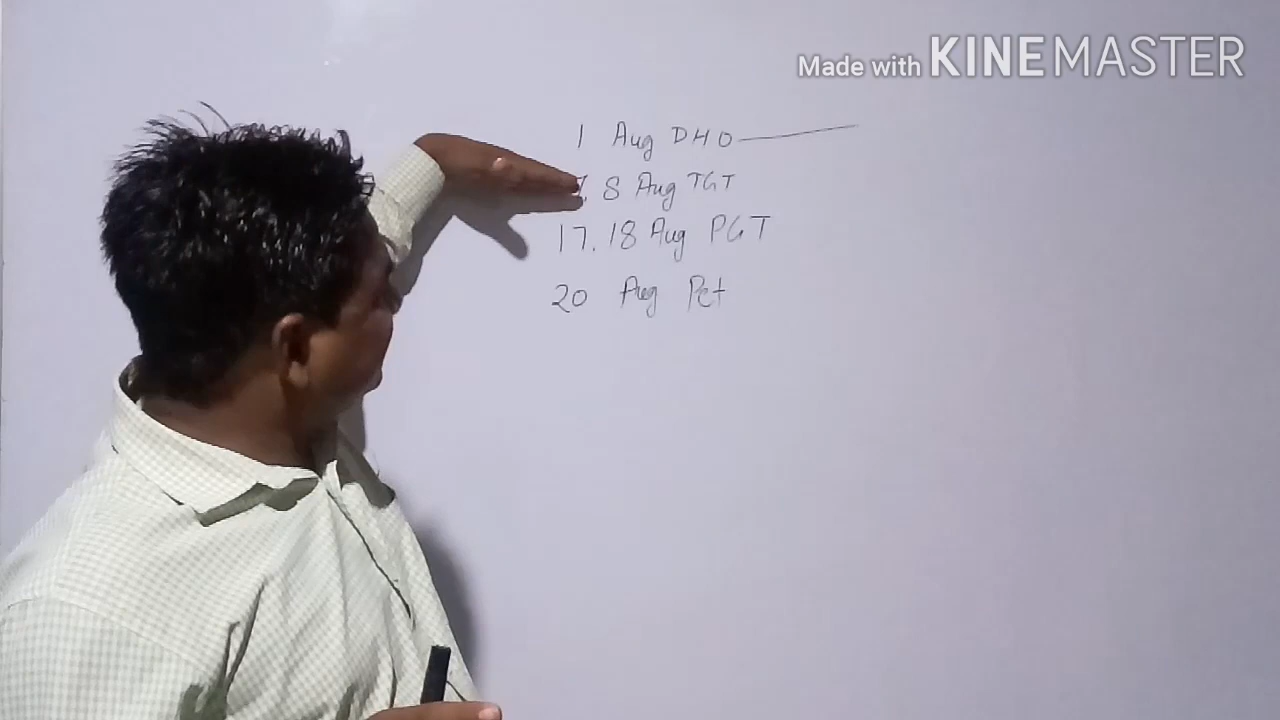 Made with KINEMASTER
1 Aug DHO
7. 8 Aug TGT
17. 18 Aug PGT
20 Aug Pet